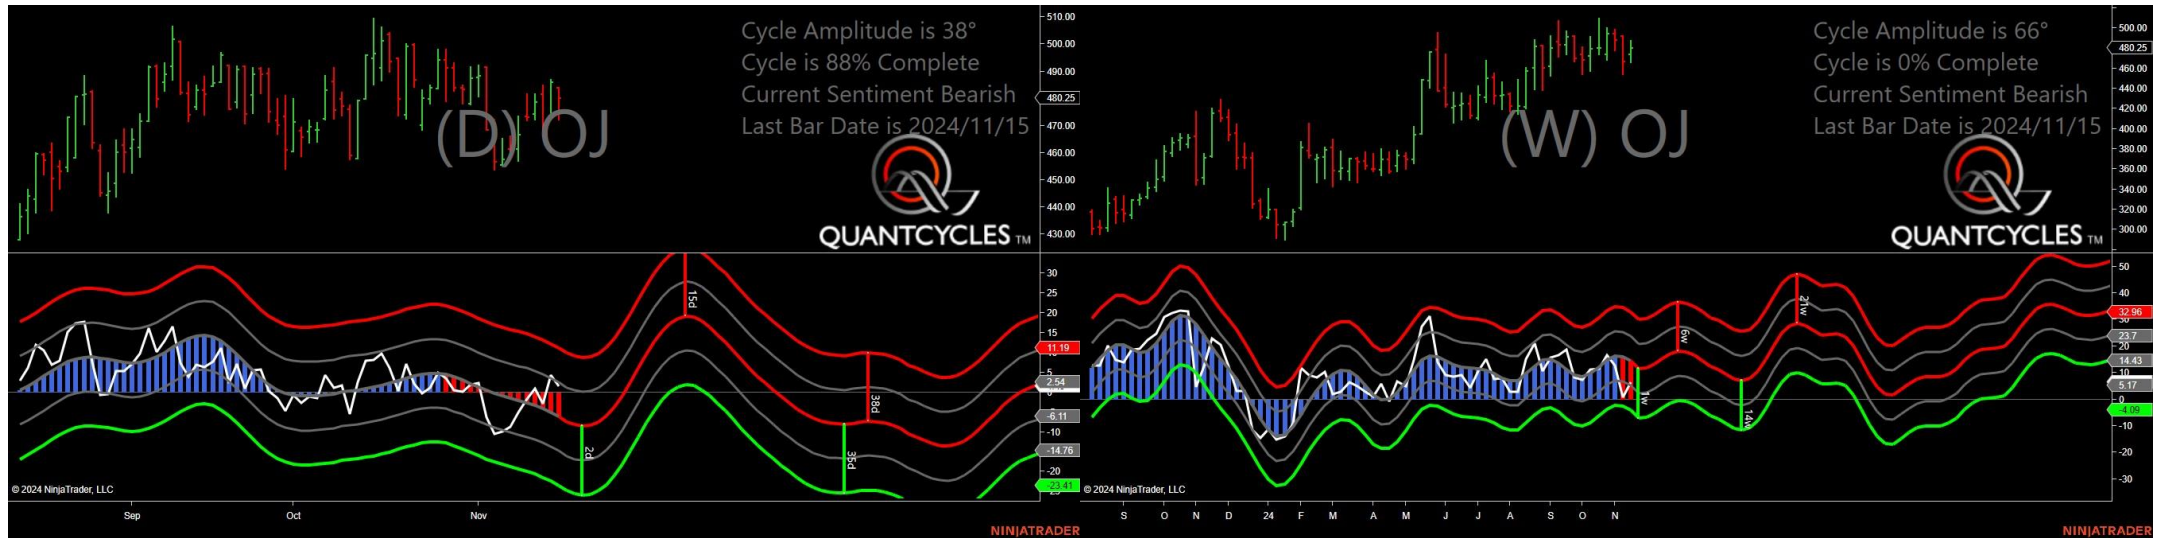 Cycle Amplitude is 38°
Cycle is 88% Complete
Current Sentiment Bearish
Last Bar Date is 2024/11/15
(D) OJ
QUANTCYCLES TM
510.00
500.00
490.00
480.25
470.00
460.00
450.00
440.00
430.00
15d
2d
38d
35d
30
25
20
15
11.19
2.54
-6.11
-10
-14.76
-20
-23.41
© 2024 NinjaTrader, LLC
Sep Oct Nov
NINJATRADER
Cycle Amplitude is 66°
Cycle is 0% Complete
Current Sentiment Bearish
Last Bar Date is 2024/11/15
(W) OJ
QUANTCYCLES TM
500.00
480.25
460.00
440.00
420.00
400.00
380.00
360.00
340.00
320.00
300.00
21w
6w
1w
14w
50
40
32.96
30
23.7
20
14.43
10
5.17
0
-4.09
-10
-20
-30
© 2024 NinjaTrader, LLC
S O N D 24 F M A M J J A S O N
NINJATRADER